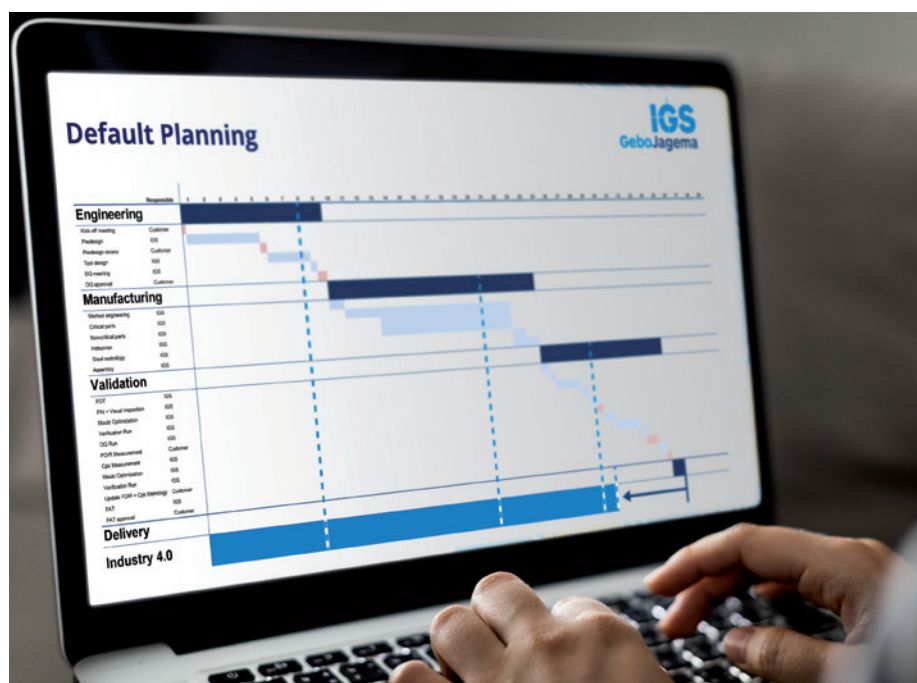 IGS
GeboJagema
Default Planning
Responsible
Engineering
Kick-off meeting Customer
Predesign IGS
Predesign review Customer
Tool design IGS
DQ meeting IGS
DQ approval Customer
Manufacturing
Method engineering IGS
Critical parts IGS
Noncritical parts IGS
IGS
Steel metrology IGS
Assembly IGS
Validation
FOT IGS
FAI + Visual inspection IGS
Mould Optimization IGS
Verification Run IGS
OQ Run IGS
Measurement Customer
Cpk Measurement IGS
Mould Optimization IGS
Verification Run IGS
Update + Cpk Metrology Customer
FAT IGS
FAT approval Customer
Delivery
Industry 4.0